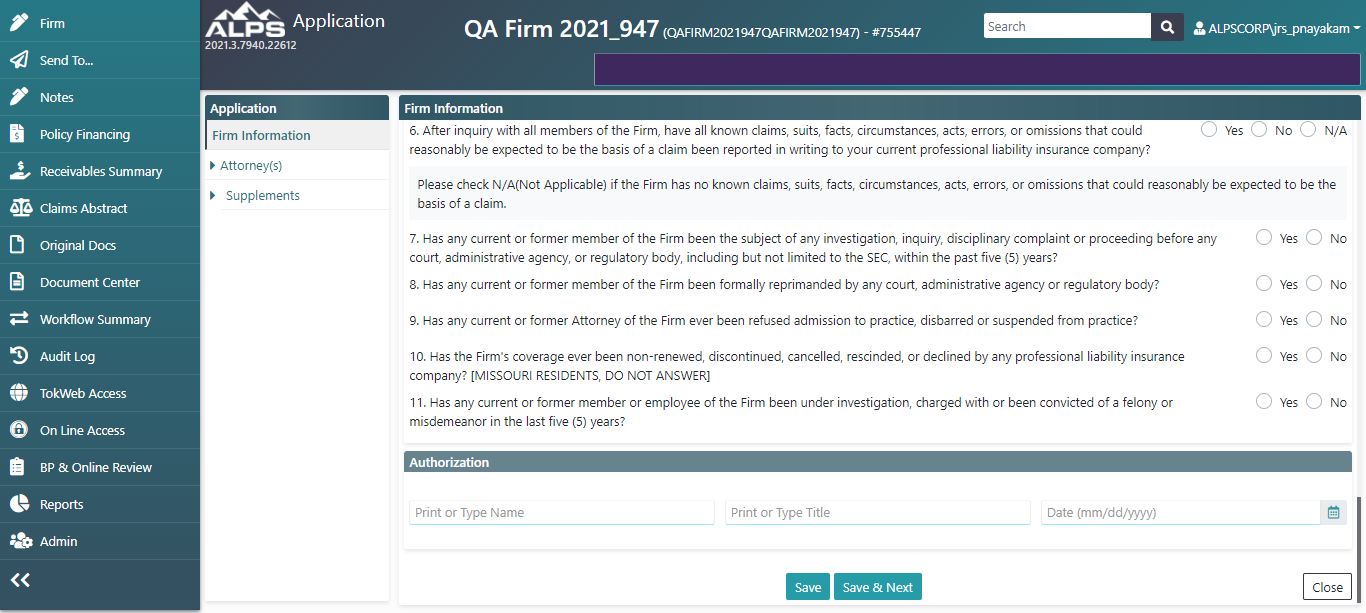 Firm
Send To...
Notes
Policy Financing
Receivables Summary
Claims Abstract
Original Docs
Document Center
Workflow Summary
Audit Log
TokWeb Access
On Line Access
BP & Online Review
Reports
Admin
ALPS Application
2021.3.7940.22612
QA Firm 2021_947 (QAFIRM2021947QAFIRM2021947) - #755447
Search
ALPSCORP\jrs_pnayakam
Application
Firm Information
Attorney(s)
Supplements
Firm Information
6. After inquiry with all members of the Firm, have all known claims, suits, facts, circumstances, acts, errors, or omissions that could Yes No N/A
reasonably be expected to be the basis of a claim been reported in writing to your current professional liability insurance company?
Please check N/A(Not Applicable) if the Firm has no known claims, suits, facts, circumstances, acts, errors, or omissions that could reasonably be expected to be the
basis of a claim.
7. Has any current or former member of the Firm been the subject of any investigation, inquiry, disciplinary complaint or proceeding before any Yes No
court, administrative agency, or regulatory body, including but not limited to the SEC, within the past five (5) years?
8. Has any current or former member of the Firm been formally reprimanded by any court, administrative agency or regulatory body? Yes No
9. Has any current or former Attorney of the Firm ever been refused admission to practice, disbarred or suspended from practice? Yes No
10. Has the Firm's coverage ever been non-renewed, discontinued, cancelled, rescinded, or declined by any professional liability insurance Yes No
company? [MISSOURI RESIDENTS, DO NOT ANSWER]
11. Has any current or former member or employee of the Firm been under investigation, charged with or been convicted of a felony or Yes No
misdemeanor in the last five (5) years?
Authorization
Print or Type Name Print or Type Title Date (mm/dd/yyyy)
Save Save & Next Close